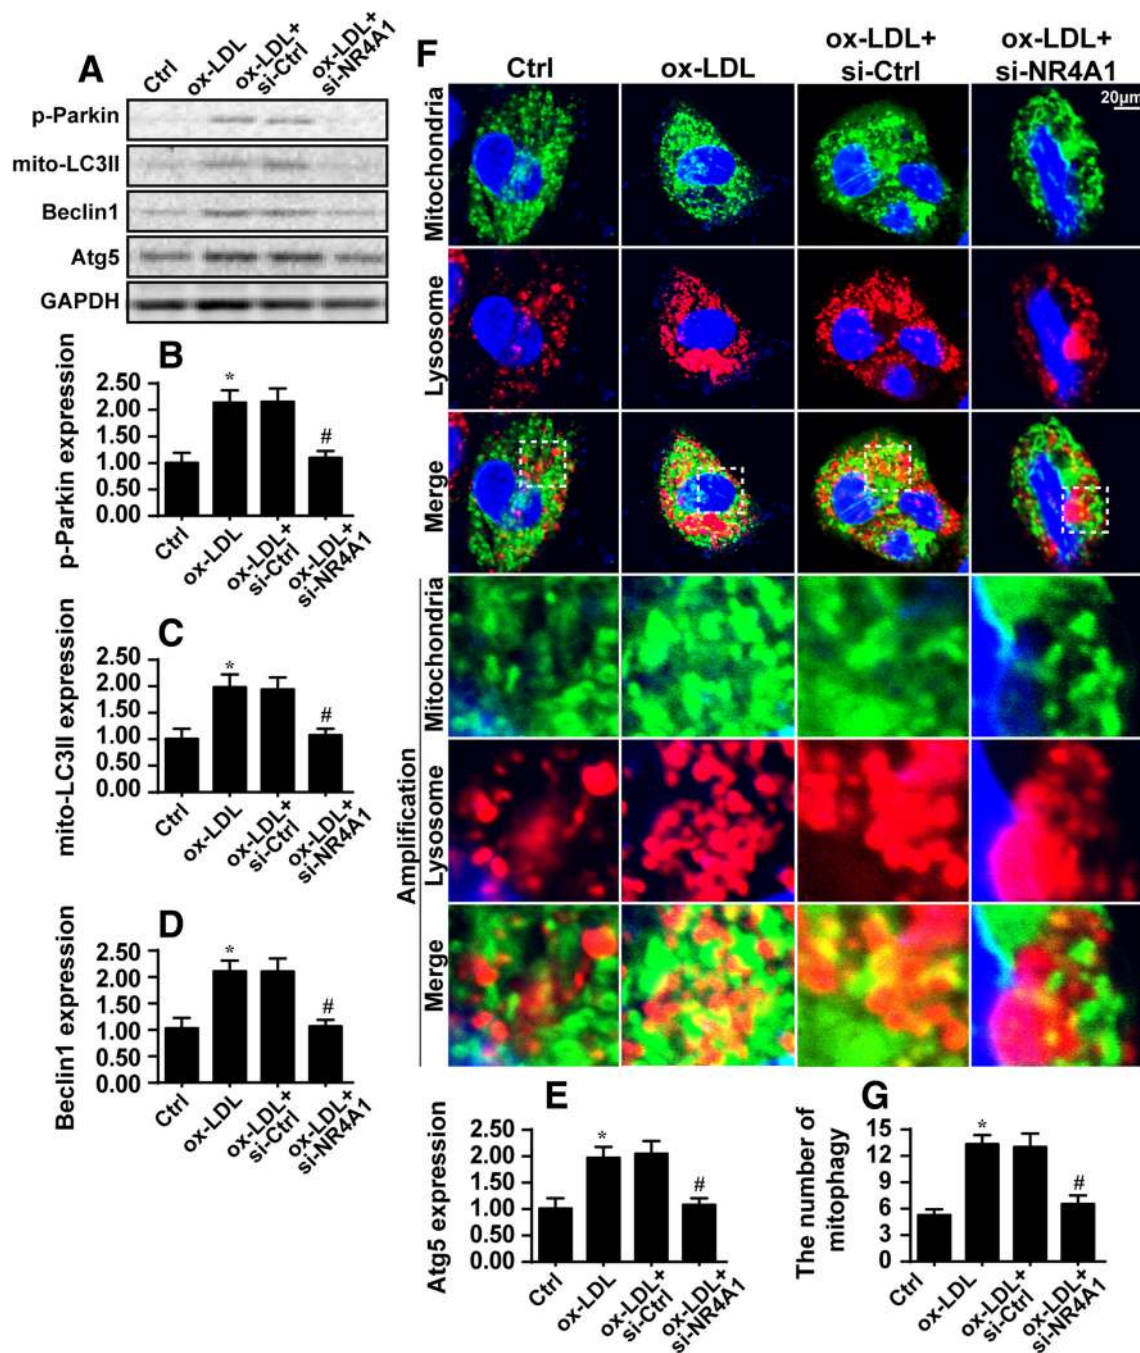 A
Ctrl
ox-LDL
ox-LDL+
si-Ctrl
ox-LDL+
si-NR4A1
p-Parkin
mito-LC3II
Beclin1
Atg5
GAPDH
B
p-Parkin expression
2.50
2.00
1.50
1.00
0.50
0.00
*
#
Ctrl
ox-LDL
ox-LDL+
si-Ctrl
ox-LDL+
si-NR4A1
C
mito-LC3II expression
2.50
2.00
1.50
1.00
0.50
0.00
*
#
Ctrl
ox-LDL
ox-LDL+
si-Ctrl
ox-LDL+
si-NR4A1
D
Beclin1 expression
2.50
2.00
1.50
1.00
0.50
0.00
*
#
Ctrl
ox-LDL
ox-LDL+
si-Ctrl
ox-LDL+
si-NR4A1
F
Ctrl
ox-LDL
ox-LDL+
si-Ctrl
ox-LDL+
si-NR4A1
20μm
Mitochondria
Lysosome
Merge
Amplification
Mitochondria
Lysosome
Merge
E
Atg5 expression
2.50
2.00
1.50
1.00
0.50
0.00
*
#
Ctrl
ox-LDL
ox-LDL+
si-Ctrl
ox-LDL+
si-NR4A1
G
The number of
mitophagy
15
12
9
6
3
0
*
#
Ctrl
ox-LDL
ox-LDL+
si-Ctrl
ox-LDL+
si-NR4A1